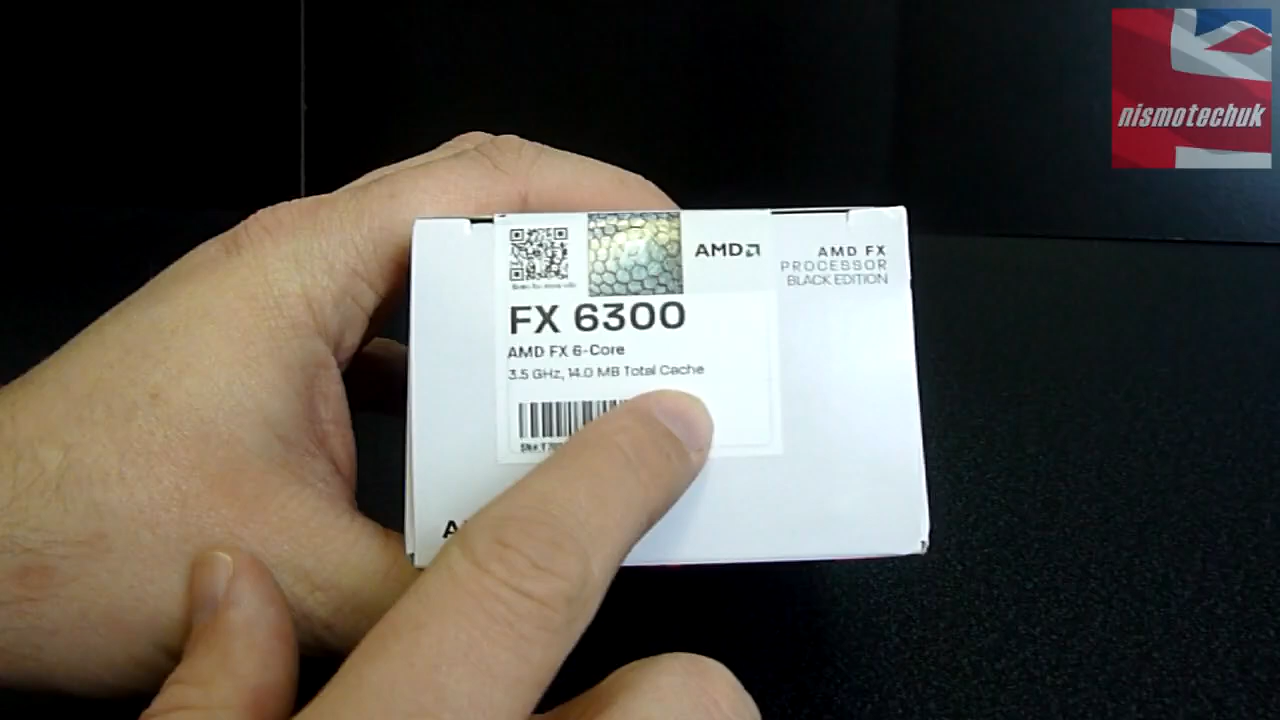 nismotechuk
AMD
AMD FX
PROCESSOR
BLACK EDITION
FX 6300
AMD FX 6-Core
3.5 GHz, 14.0 MB Total Cache